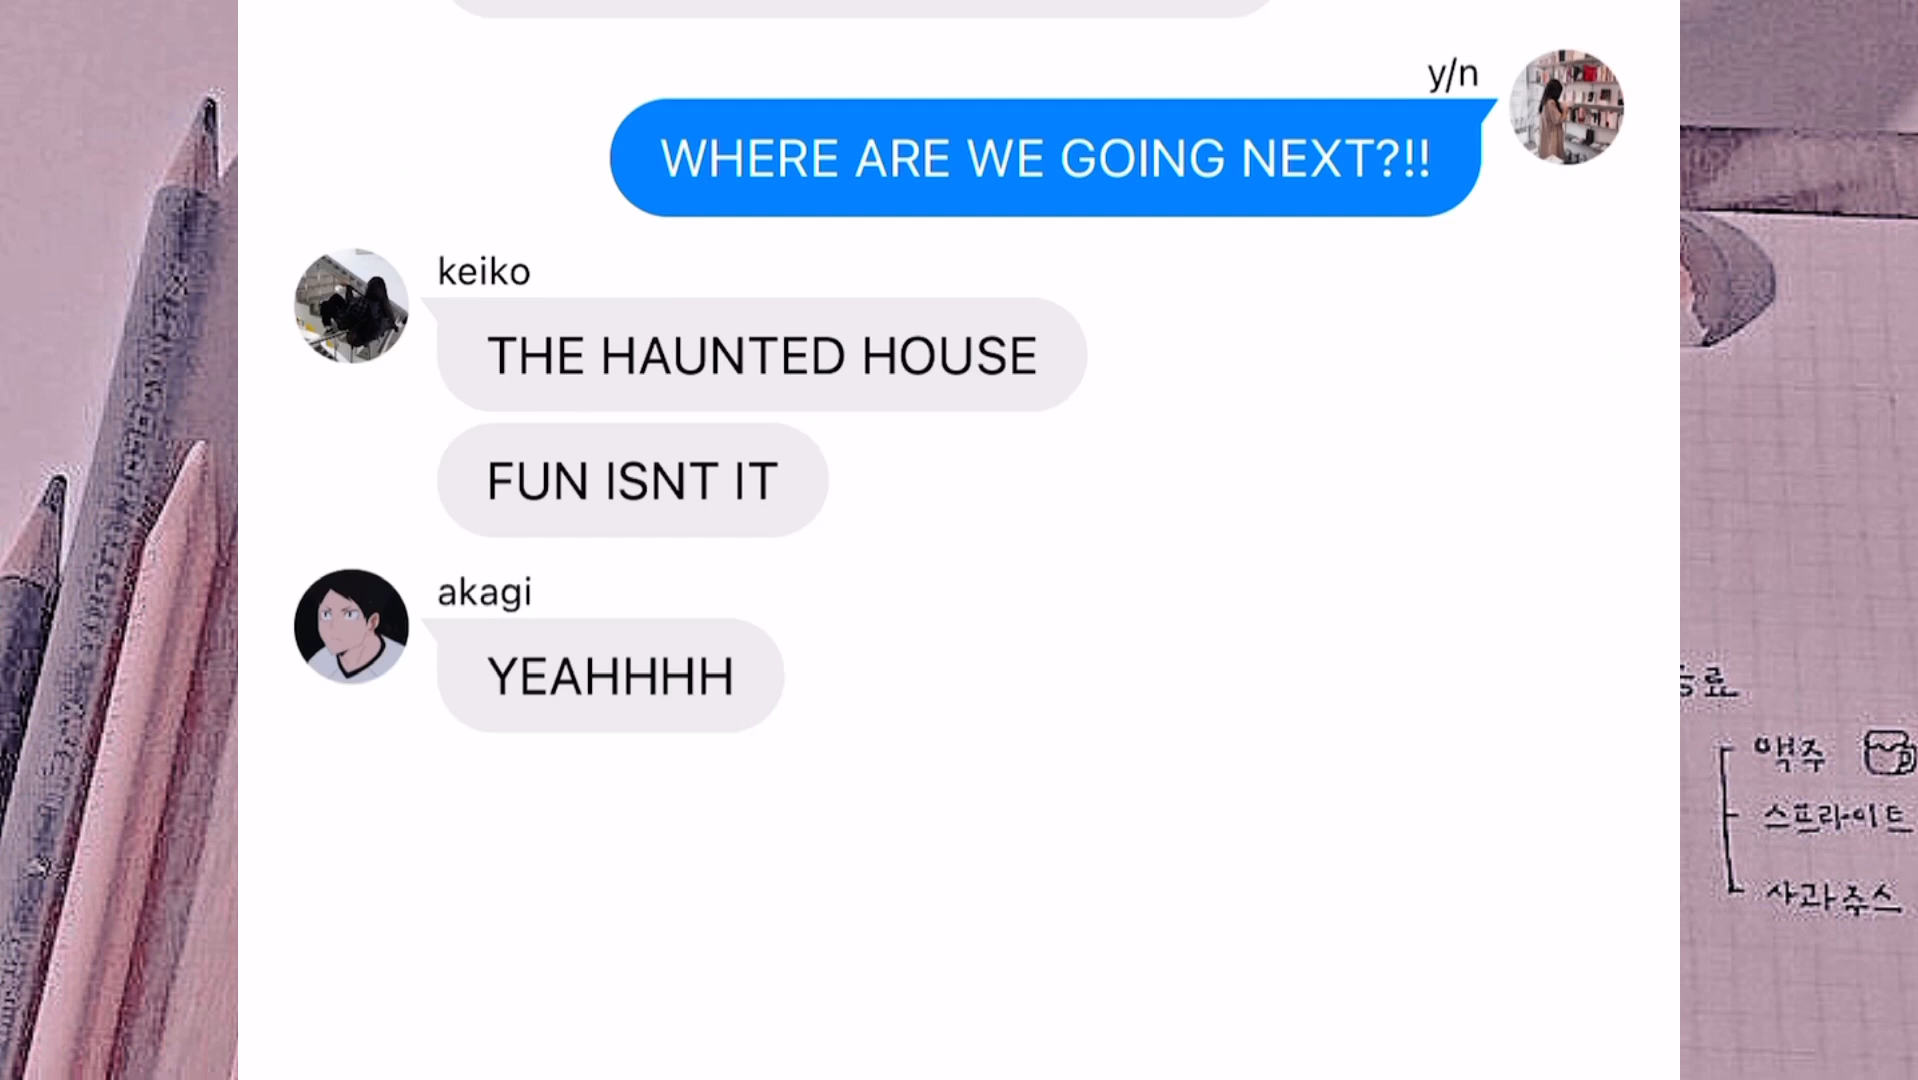 y/n
WHERE ARE WE GOING NEXT?!!
keiko
THE HAUNTED HOUSE
FUN ISNT IT
akagi
YEAHHHH
맥주
스프라이트
사과주스